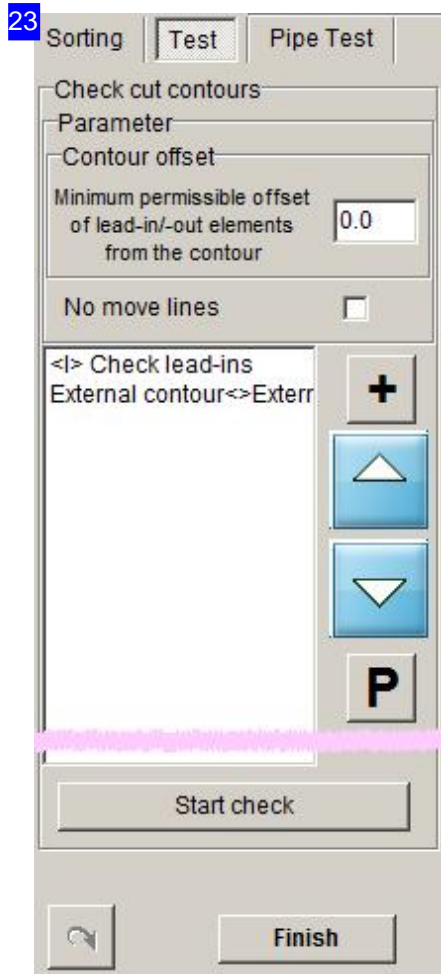 23
Sorting Test Pipe Test
Check cut contours
Parameter
Contour offset
Minimum permissible offset
of lead-in/-out elements
from the contour
0.0
No move lines
<I> Check lead-ins
External contour<>Exterr
+
P
Start check
Finish